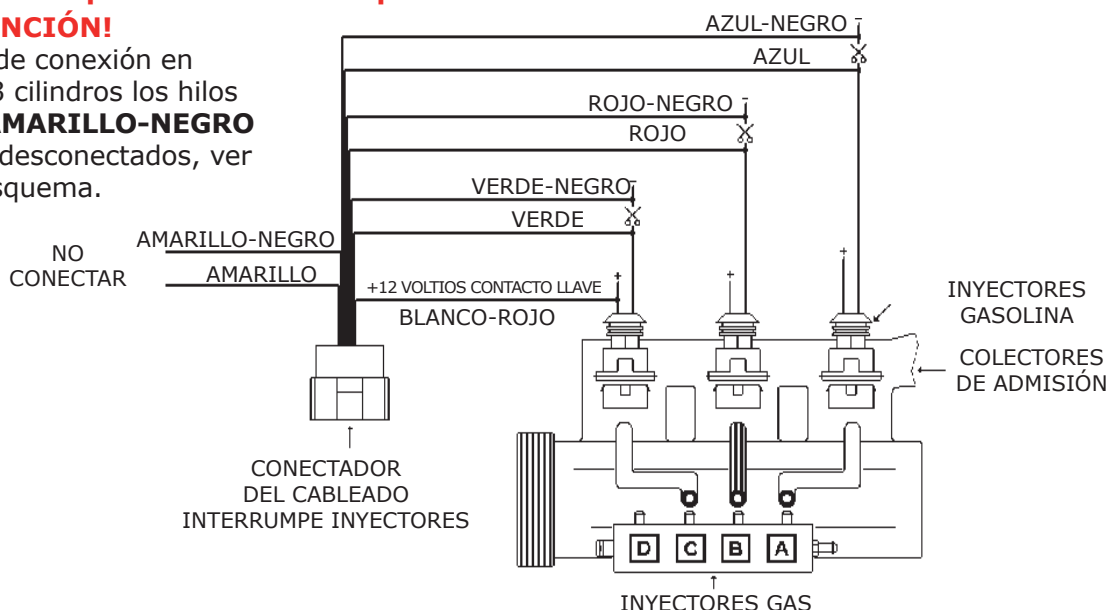 NCIÓN!
de conexión en
3 cilindros los hilos
AMARILLO-NEGRO
desconectados, ver
squema.
AZUL-NEGRO
AZUL
ROJO-NEGRO
ROJO
VERDE-NEGRO
VERDE
NO
CONECTAR
AMARILLO-NEGRO
AMARILLO
+12 VOLTIOS CONTACTO LLAVE
BLANCO-ROJO
INYECTORES
GASOLINA
COLECTORES
DE ADMISIÓN
CONECTADOR
DEL CABLEADO
INTERRUMPE INYECTORES
D C B A
INYECTORES GAS